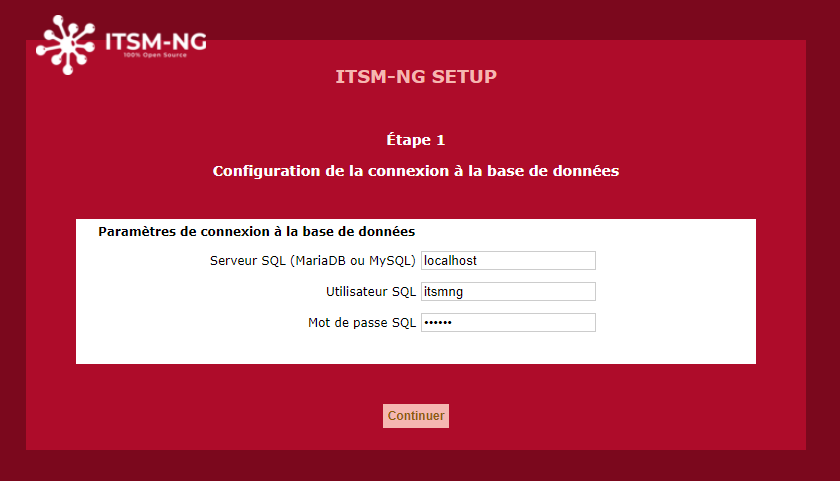 ITSM-NG
100% Open Source
ITSM-NG SETUP
Étape 1
Configuration de la connexion à la base de données
Paramètres de connexion à la base de données
Serveur SQL (MariaDB ou MySQL) localhost
Utilisateur SQL itsmng
Mot de passe SQL ••••••
Continuer